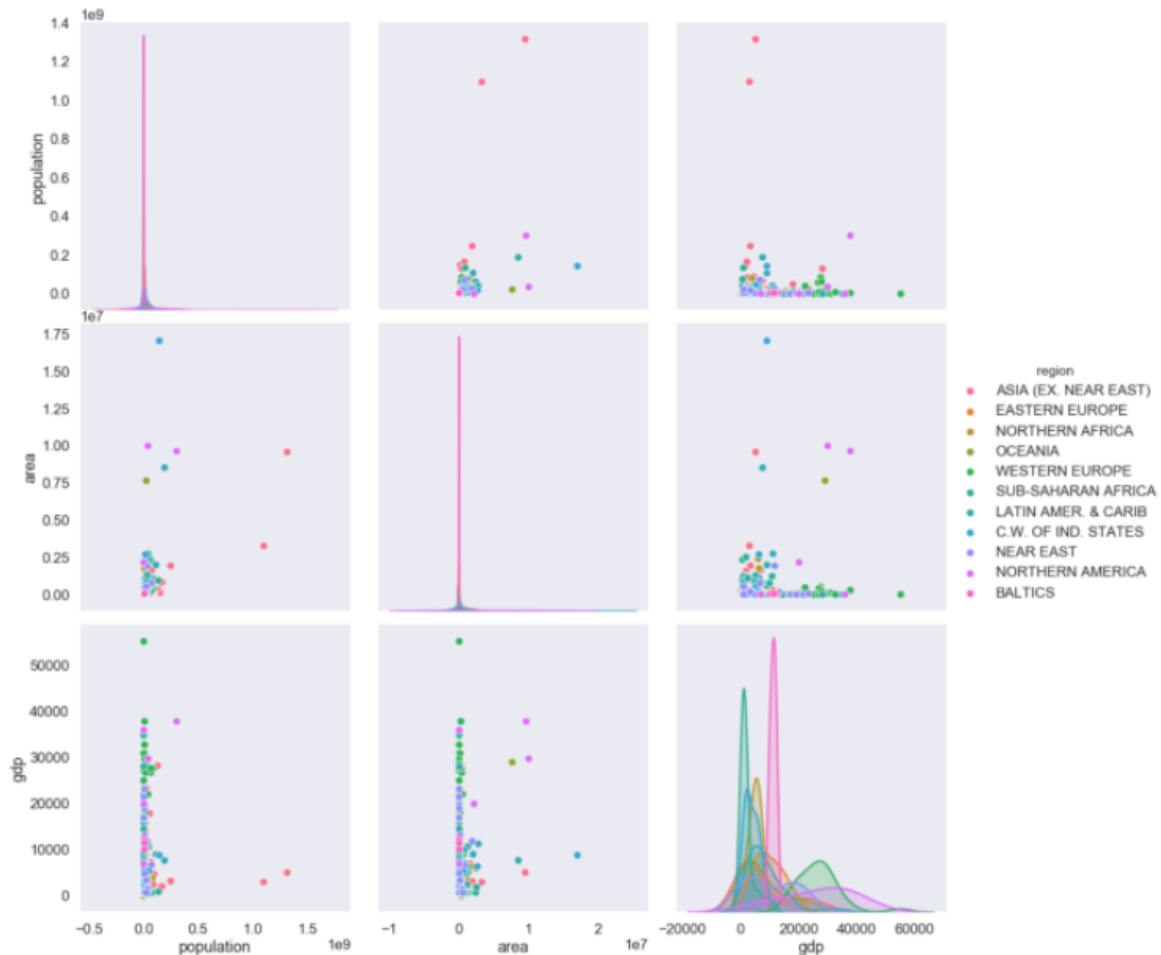 1e9
1.4
1.2
1.0
0.8
0.6
0.4
0.2
0.0
population
1e7
1.75
1.50
1.25
1.00
0.75
0.50
0.25
0.00
area
region
ASIA (EX. NEAR EAST)
EASTERN EUROPE
NORTHERN AFRICA
OCEANIA
WESTERN EUROPE
SUB-SAHARAN AFRICA
LATIN AMER. & CARIB
C.W. OF IND. STATES
NEAR EAST
NORTHERN AMERICA
BALTICS
50000
40000
30000
20000
10000
0
gdp
−0.5 0.0 0.5 1.0 1.5
population 1e9
−1 0 1 2
area 1e7
−20000 0 20000 40000 60000
gdp